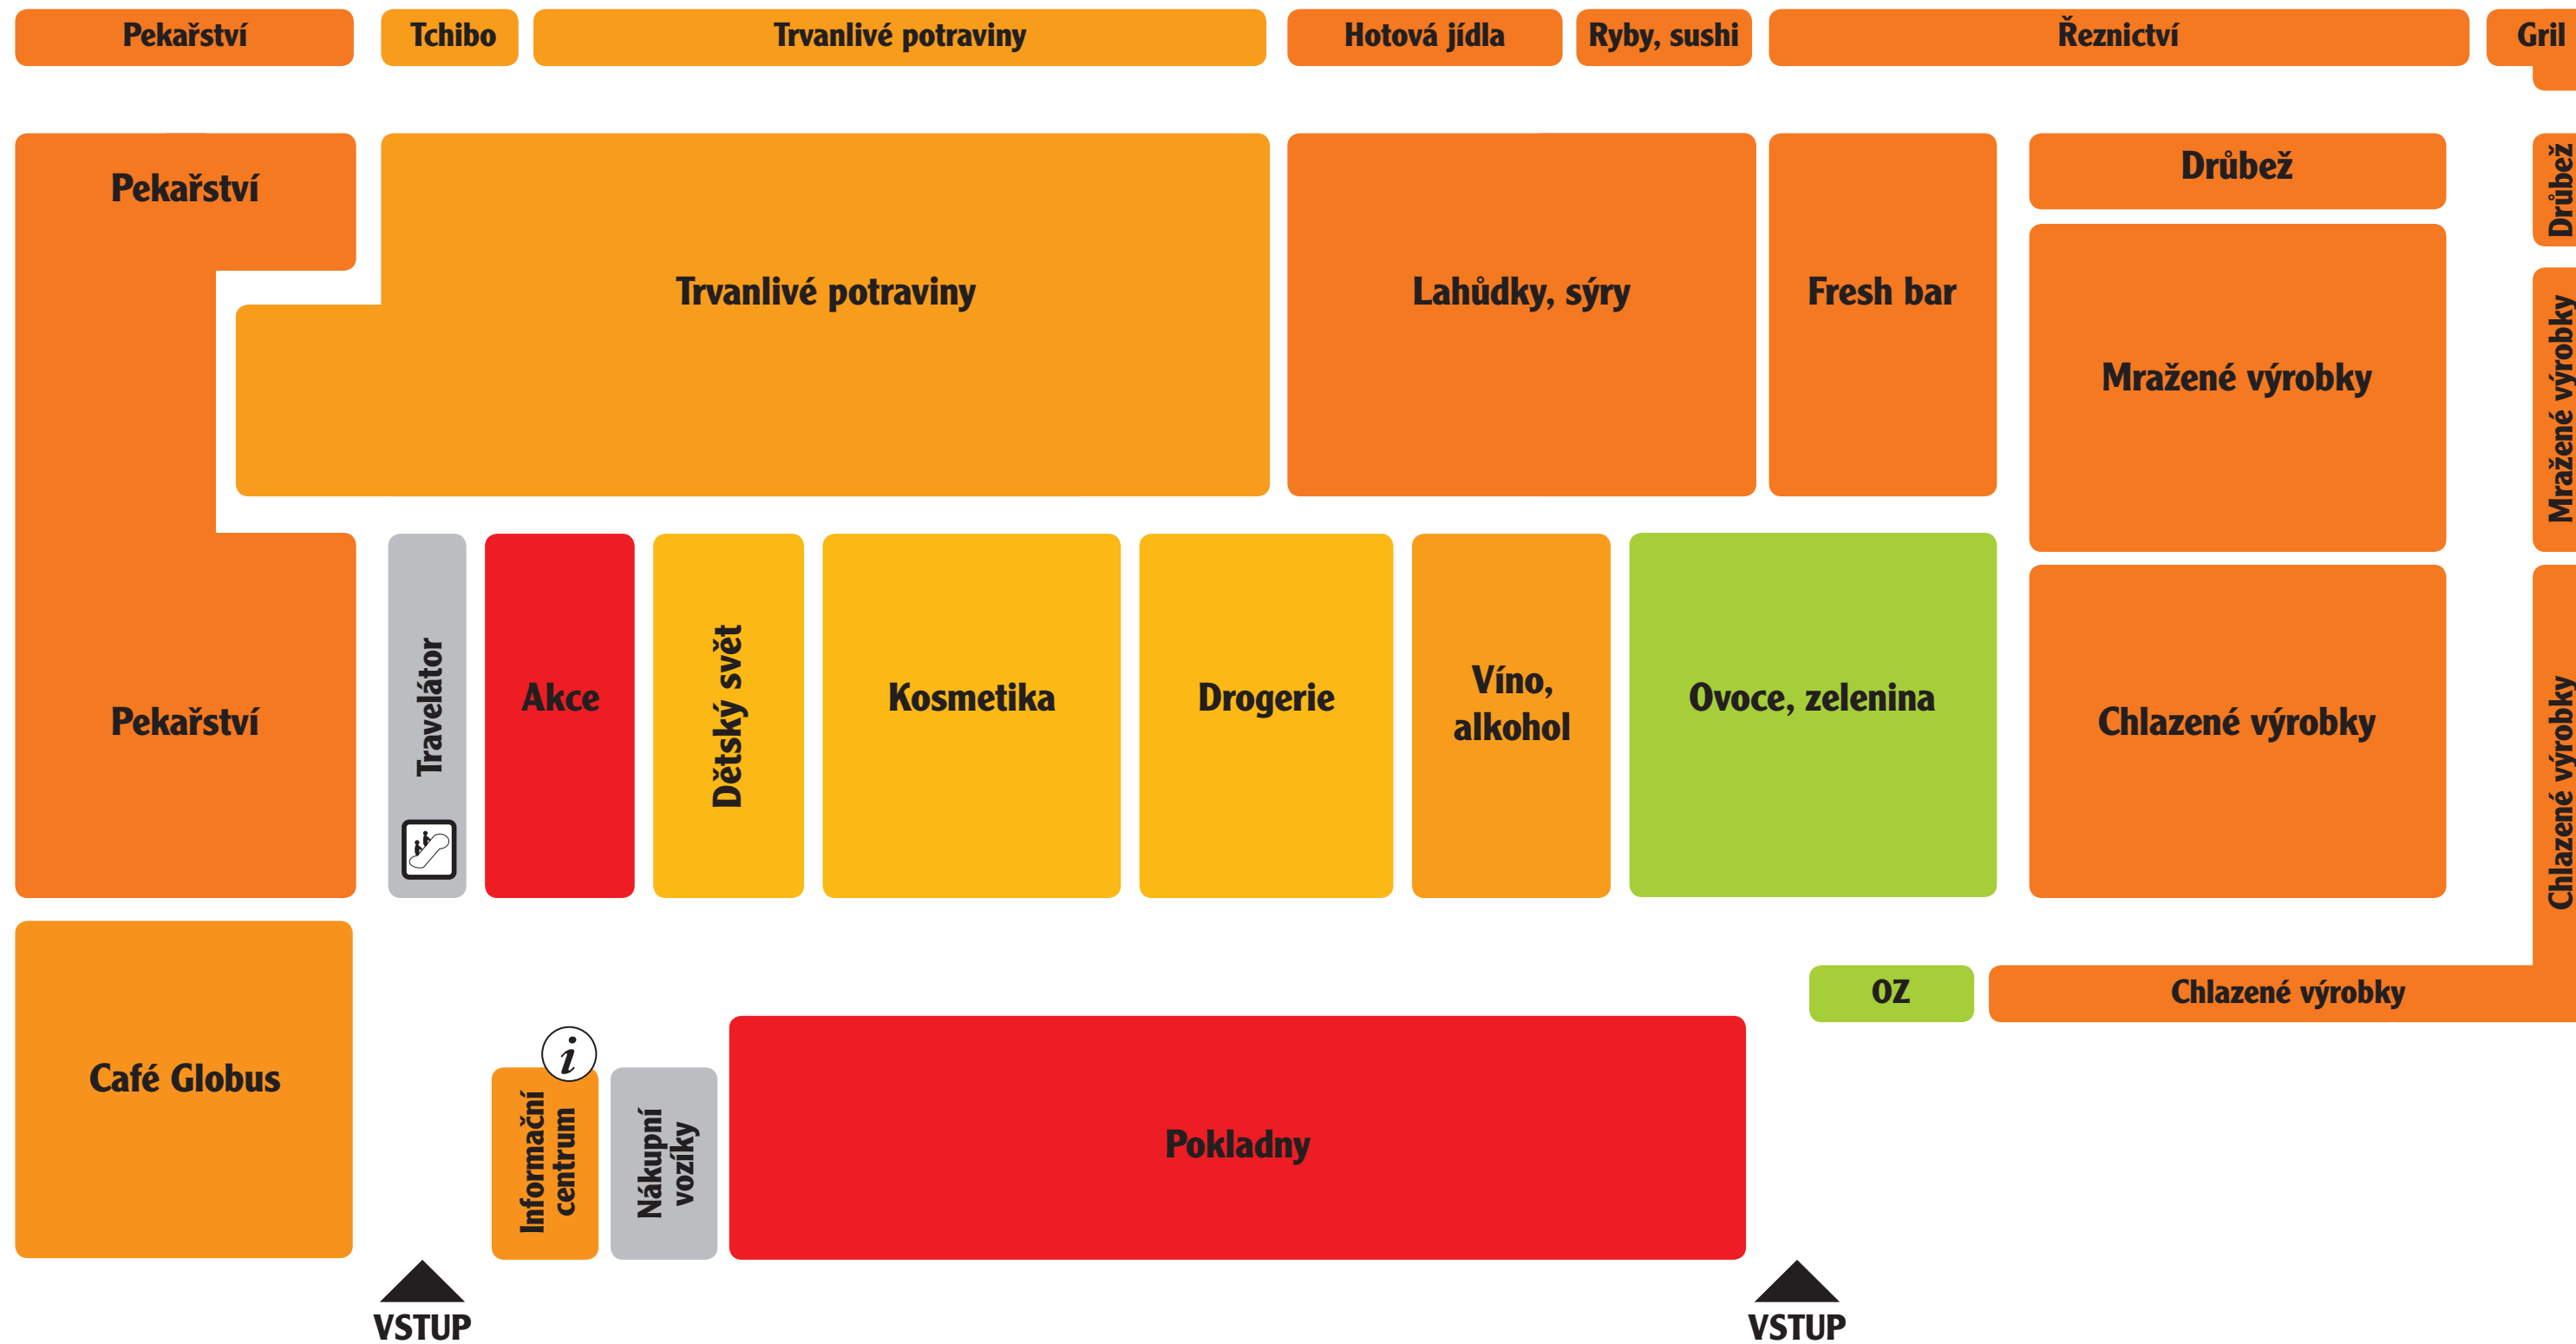 Pekařství
Tchibo
Trvanlivé potraviny
Hotová jídla
Ryby, sushi
Řeznictví
Gril
Pekařství
Trvanlivé potraviny
Lahůdky, sýry
Fresh bar
Drůbež
Drůbež
Mražené výrobky
Mražené výrobky
Pekařství
Travelátor
Akce
Dětský svět
Kosmetika
Drogerie
Víno,
alkohol
Ovoce, zelenina
Chlazené výrobky
Chlazené výrobky
OZ
Chlazené výrobky
Café Globus
i
Informační
centrum
Nákupní
vozíky
Pokladny
VSTUP
VSTUP